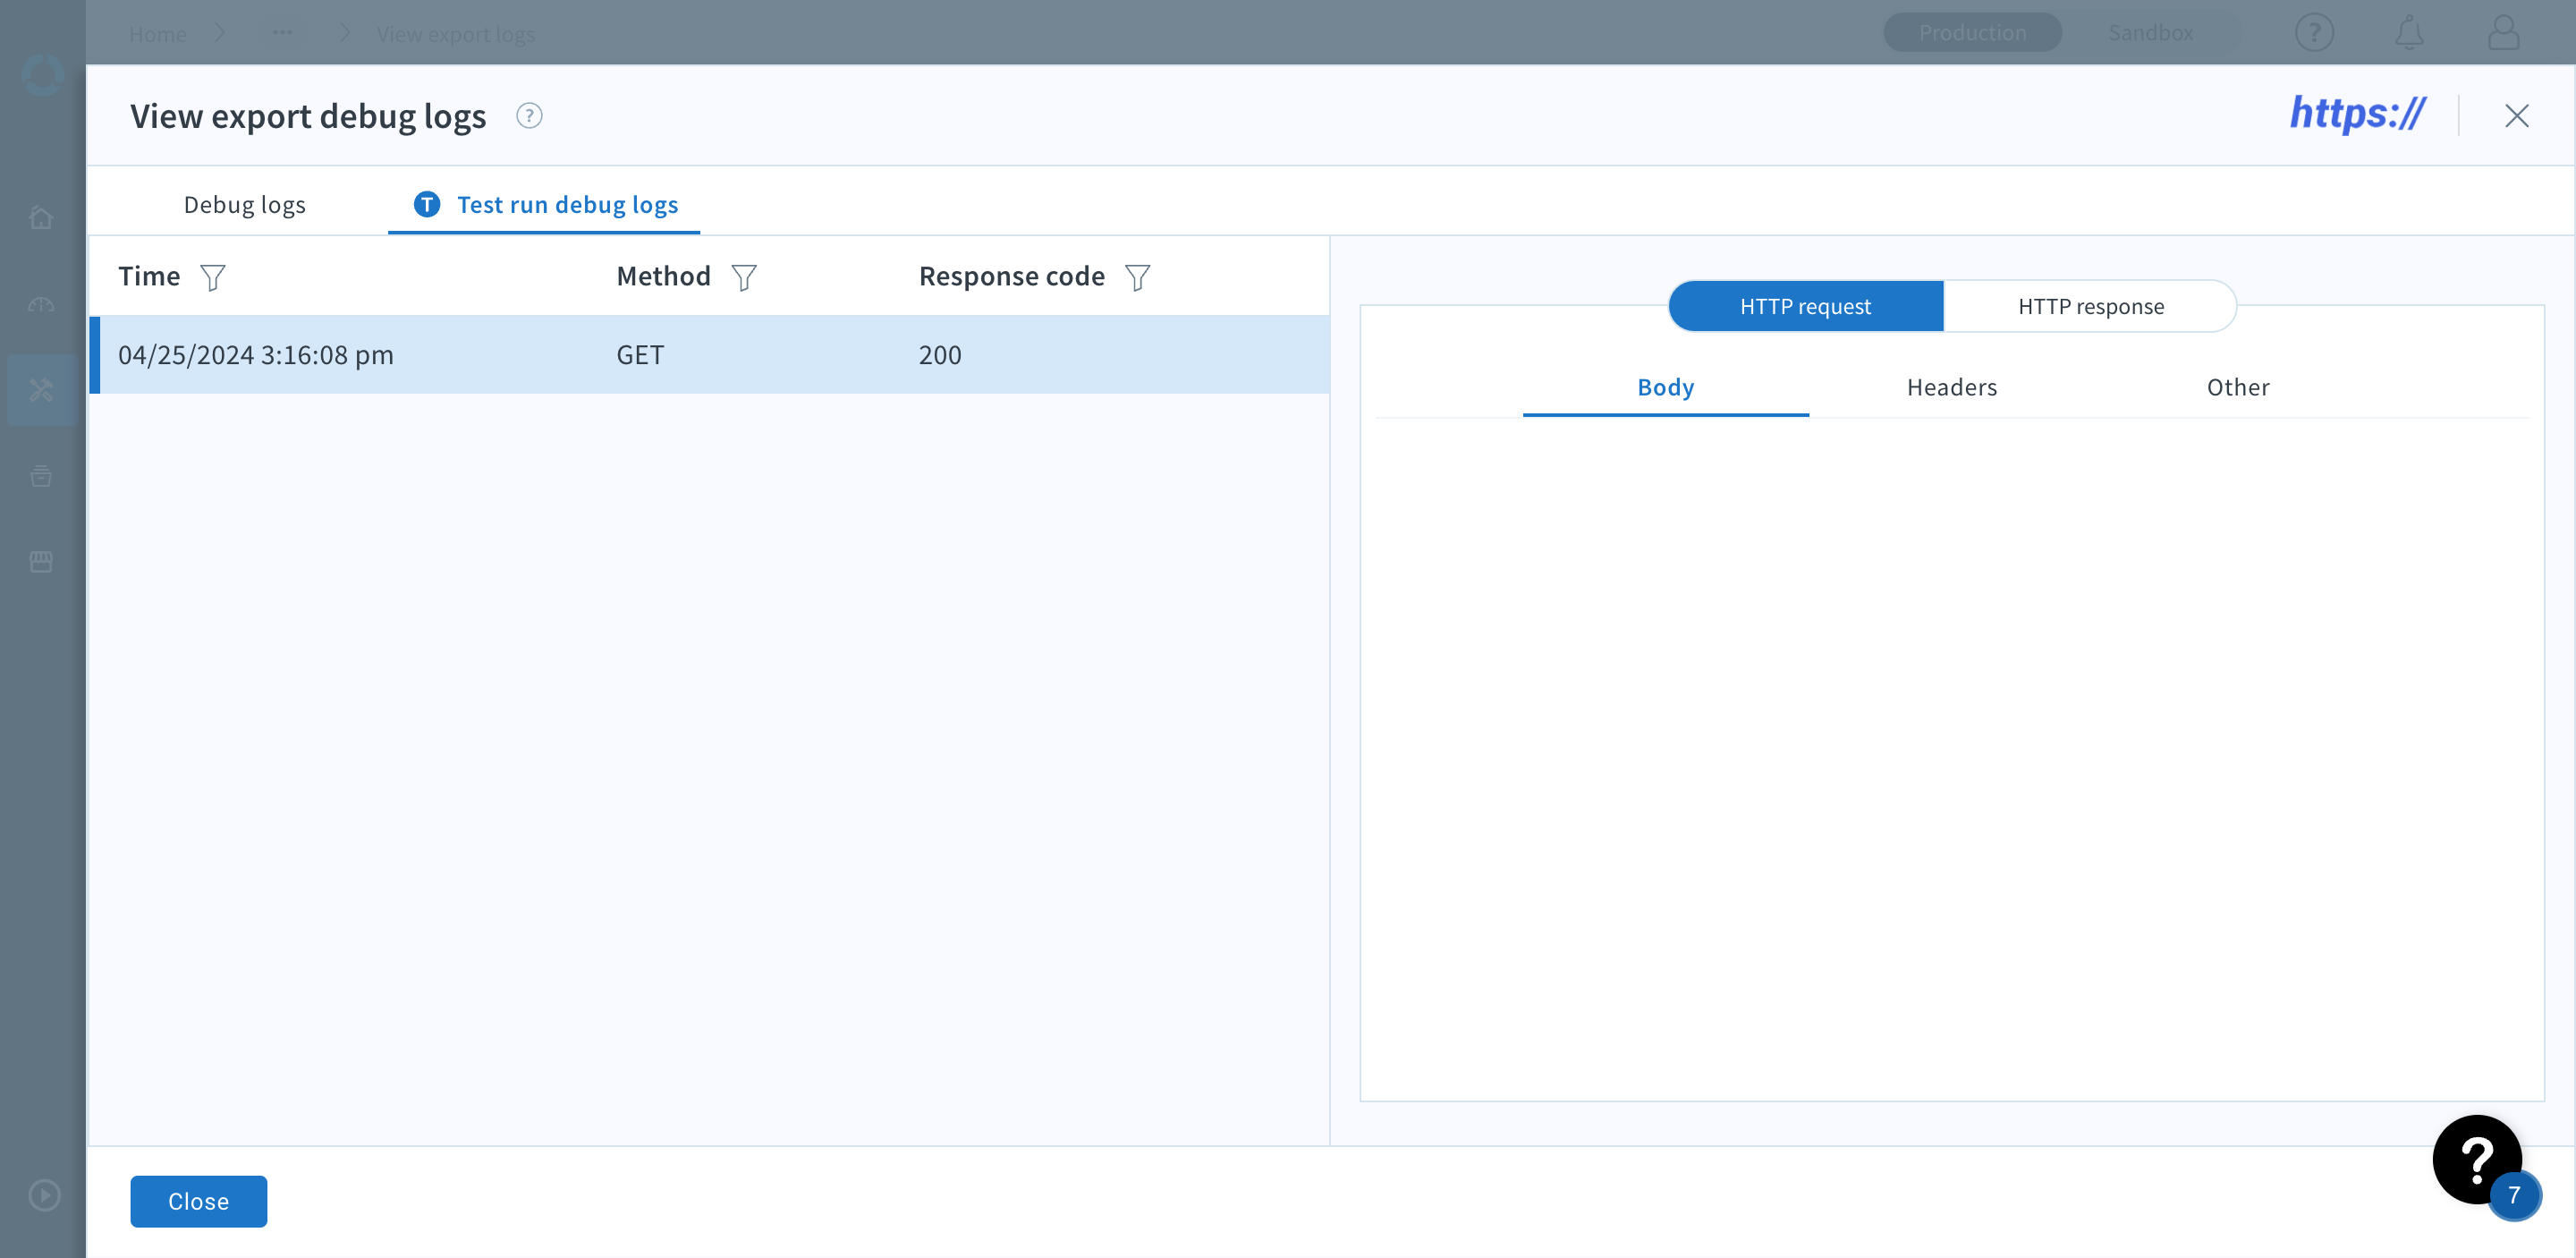 Home ... View export logs Production Sandbox ?
View export debug logs ? https://
Debug logs T Test run debug logs
Time Method Response code
HTTP request HTTP response
04/25/2024 3:16:08 pm GET 200
Body Headers Other
?
7
Close